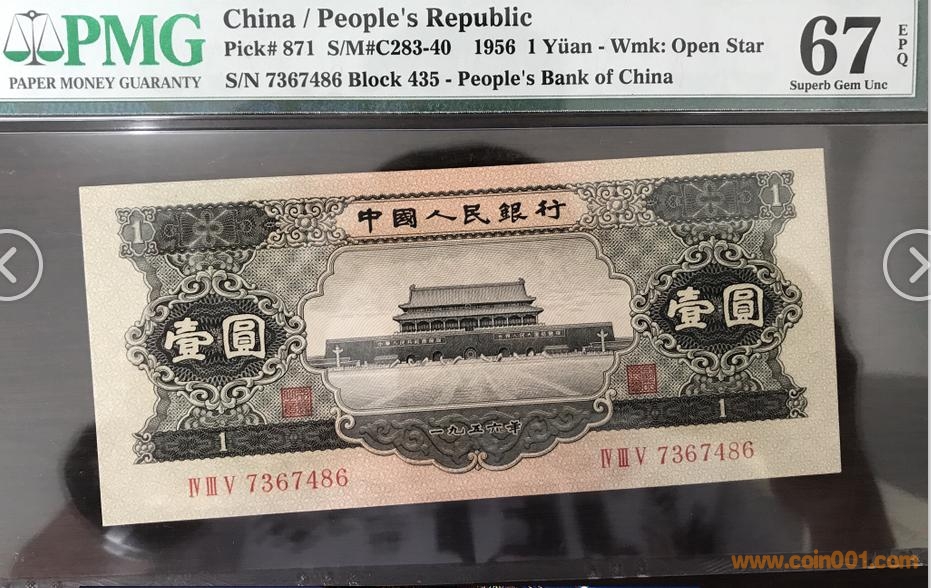 PMG
PAPER MONEY GUARANTY
China / People's Republic
Pick# 871 S/M#C283-40 1956 1 Yüan - Wmk: Open Star
S/N 7367486 Block 435 - People's Bank of China
67
EPQ
Superb Gem Unc
中國人民銀行
1
1
壹圓
壹圓
一九五六年
1
1
ⅣⅢⅤ 7367486
ⅣⅢⅤ 7367486
www.coin001.com